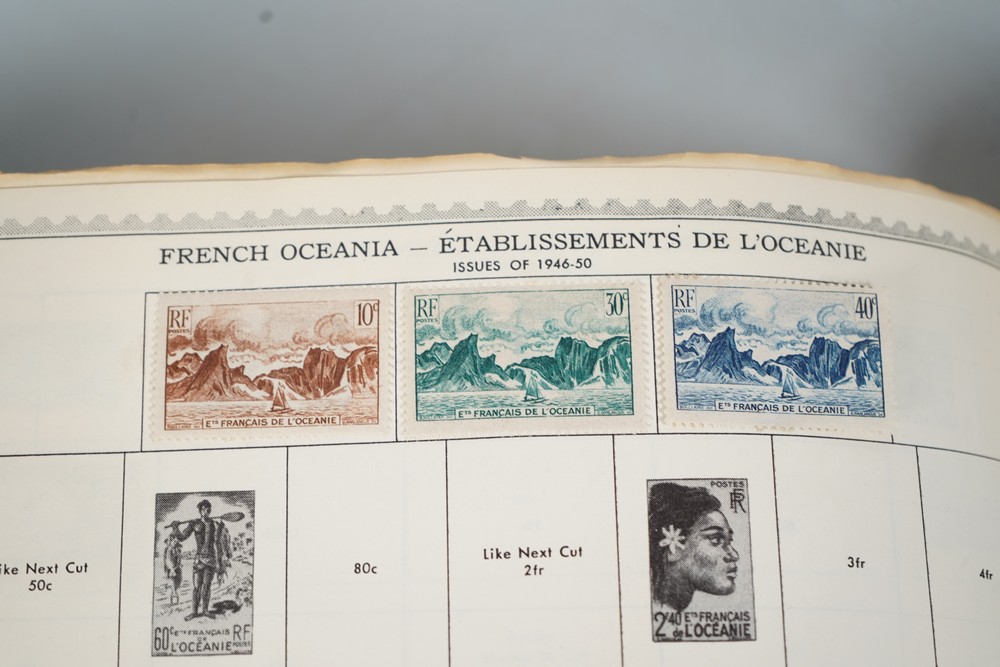 FRENCH OCEANIA — ÉTABLISSEMENTS DE L'OCEANIE
ISSUES OF 1946-50
RF
POSTES
10c
ETS FRANÇAIS DE L'OCEANIE
RF
POSTES
30c
ETS FRANÇAIS DE L'OCEANIE
RF
POSTES
40c
ETS FRANÇAIS DE L'OCEANIE
ike Next Cut
50c
60c
ETS FRANÇAIS
DE
L'OCÉANIE
RF
POSTES
80c
Like Next Cut
2fr
POSTES
RF
2F40
ETS FRANÇAIS
de L'OCÉANIE
3fr
4fr